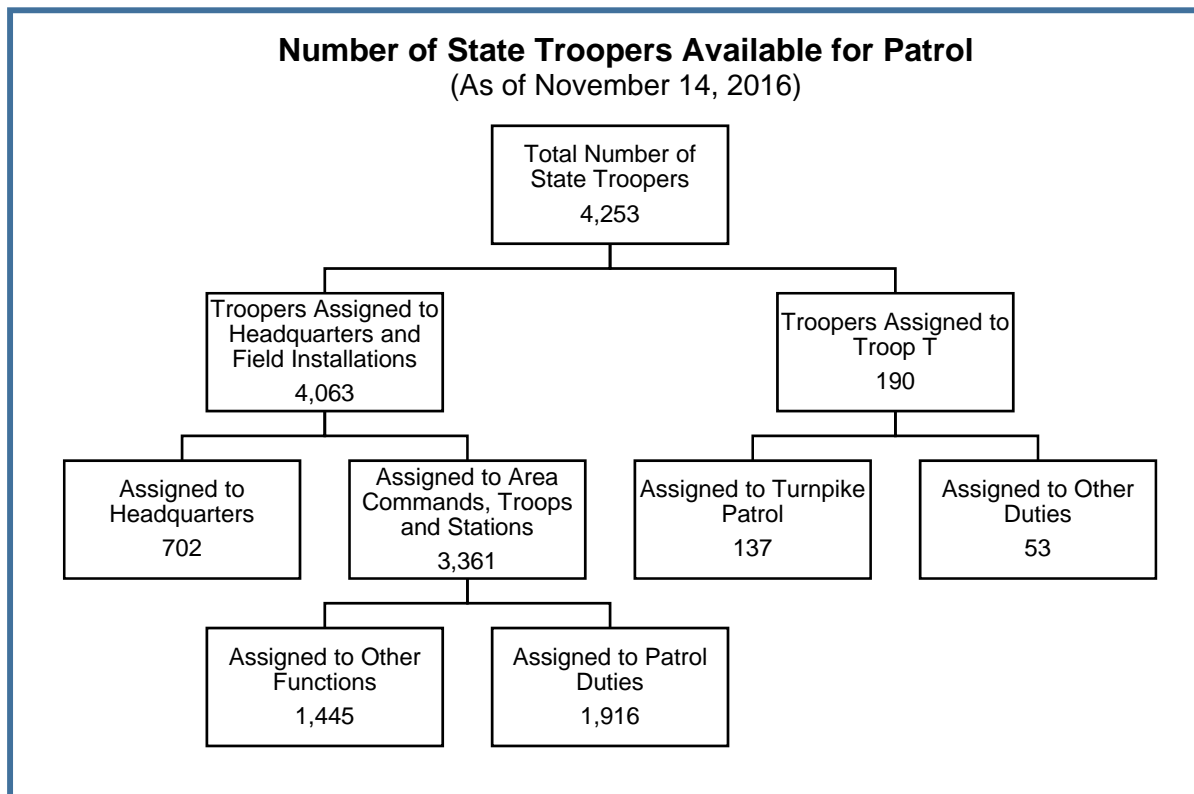 Number of State Troopers Available for Patrol
(As of November 14, 2016)
Total Number of
State Troopers
4,253
Troopers Assigned to
Headquarters and
Field Installations
4,063
Troopers Assigned to
Troop T
190
Assigned to
Headquarters
702
Assigned to Area
Commands, Troops
and Stations
3,361
Assigned to Turnpike
Patrol
137
Assigned to Other
Duties
53
Assigned to Other
Functions
1,445
Assigned to Patrol
Duties
1,916